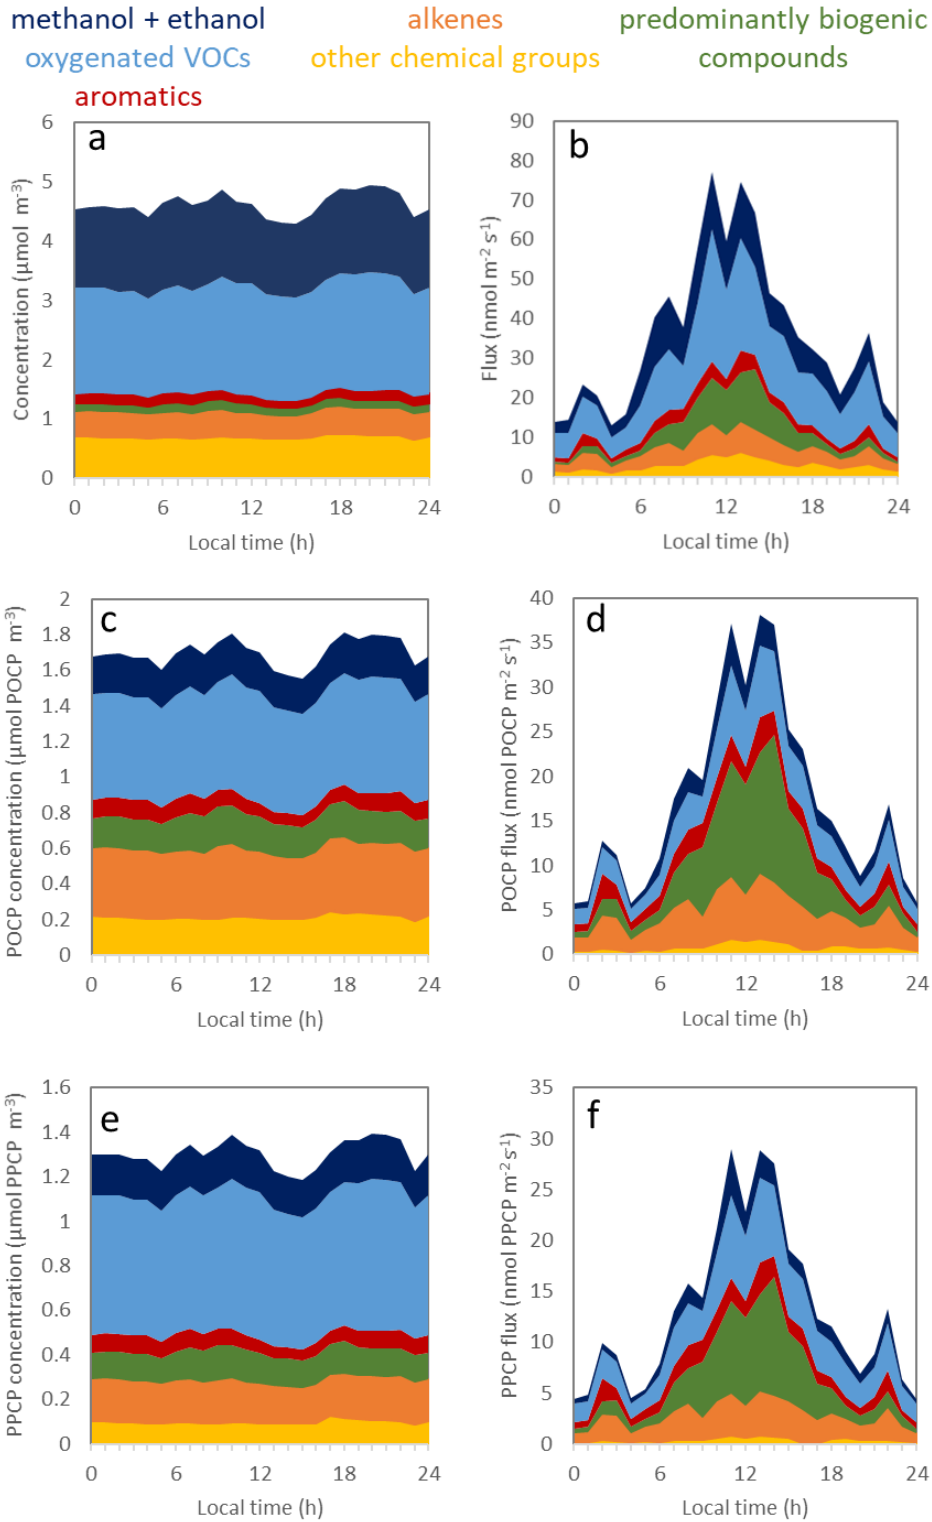 methanol + ethanol
alkenes
predominantly biogenic
oxygenated VOCs
other chemical groups
compounds
aromatics
a
6
5
4
3
2
1
0
Concentration (µmol m⁻³)
0 6 12 18 24
Local time (h)
b
90
80
70
60
50
40
30
20
10
0
Flux (nmol m⁻² s⁻¹)
0 6 12 18 24
Local time (h)
c
2
1.8
1.6
1.4
1.2
1
0.8
0.6
0.4
0.2
0
POCP concentration (µmol POCP m⁻³)
0 6 12 18 24
Local time (h)
d
40
35
30
25
20
15
10
5
0
POCP flux (nmol POCP m⁻² s⁻¹)
0 6 12 18 24
Local time (h)
e
1.6
1.4
1.2
1
0.8
0.6
0.4
0.2
0
PPCP concentration (µmol PPCP m⁻³)
0 6 12 18 24
Local time (h)
f
35
30
25
20
15
10
5
0
PPCP flux (nmol PPCP m⁻² s⁻¹)
0 6 12 18 24
Local time (h)